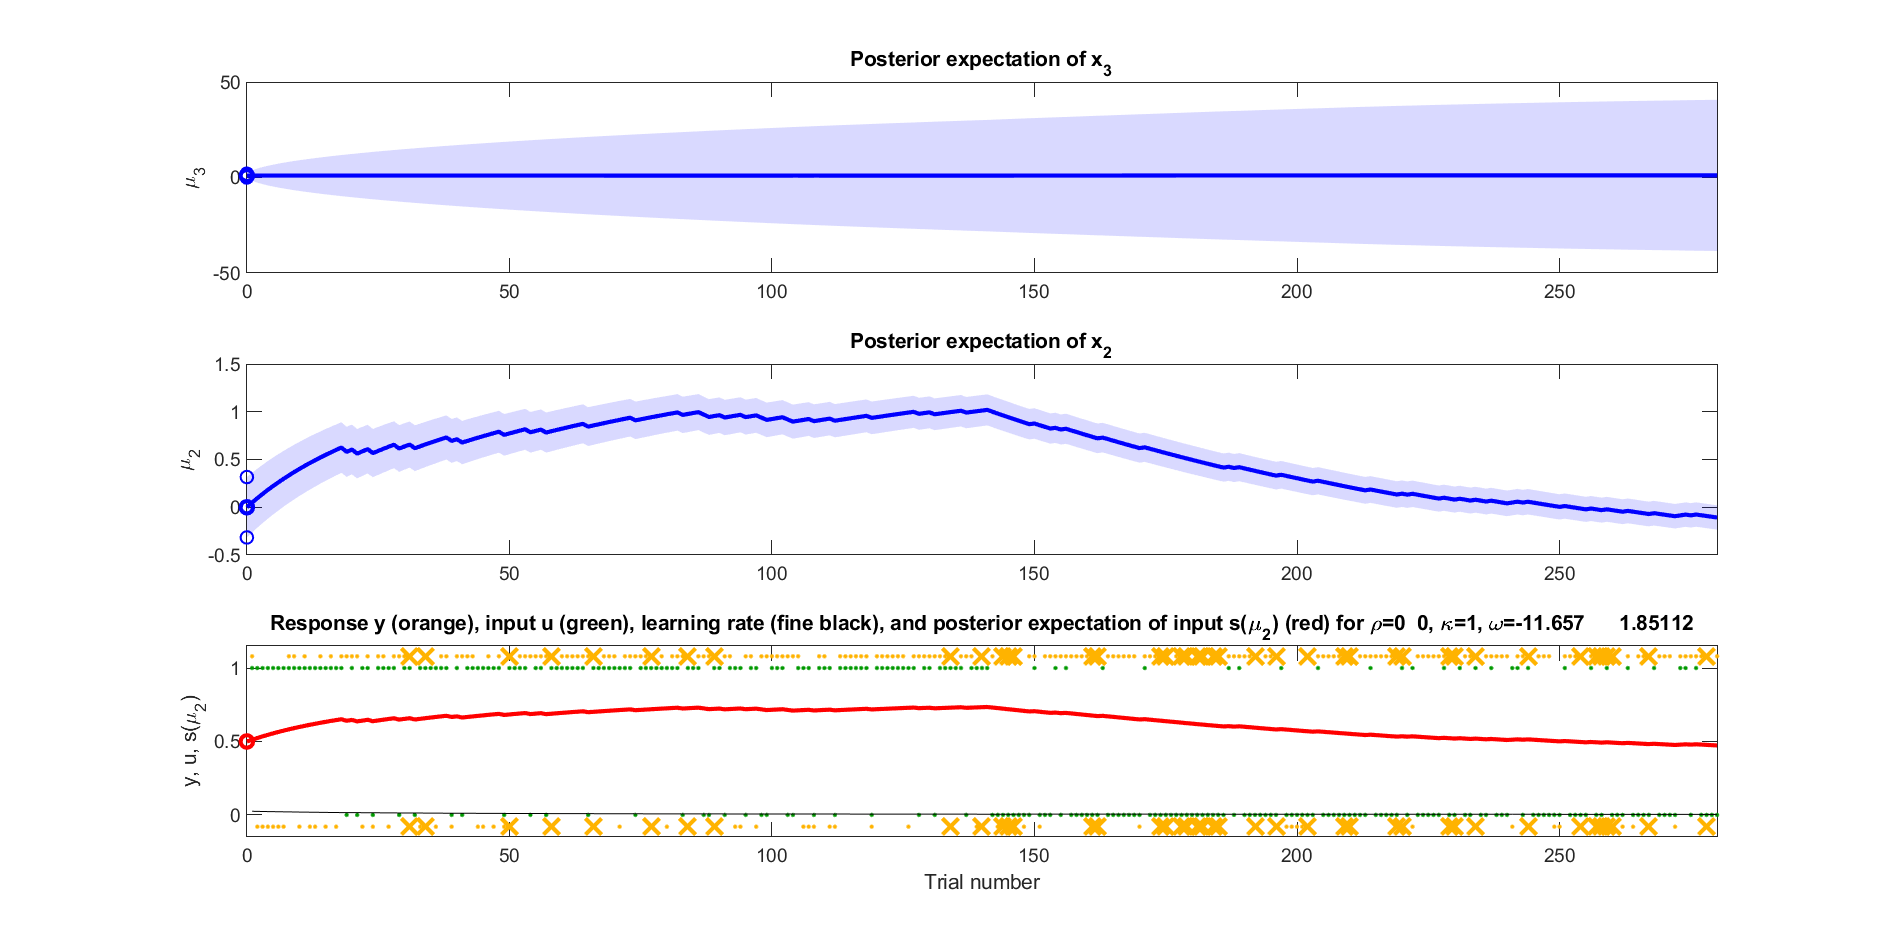 Posterior expectation of x3
50
0
-50
μ3
0 50 100 150 200 250
Posterior expectation of x2
1.5
1
0.5
0
-0.5
μ2
0 50 100 150 200 250
Response y (orange), input u (green), learning rate (fine black), and posterior expectation of input s(μ2) (red) for ρ=0 0, κ=1, ω=-11.657 1.85112
1
0.5
0
y, u, s(μ2)
0 50 100 150 200 250
Trial number